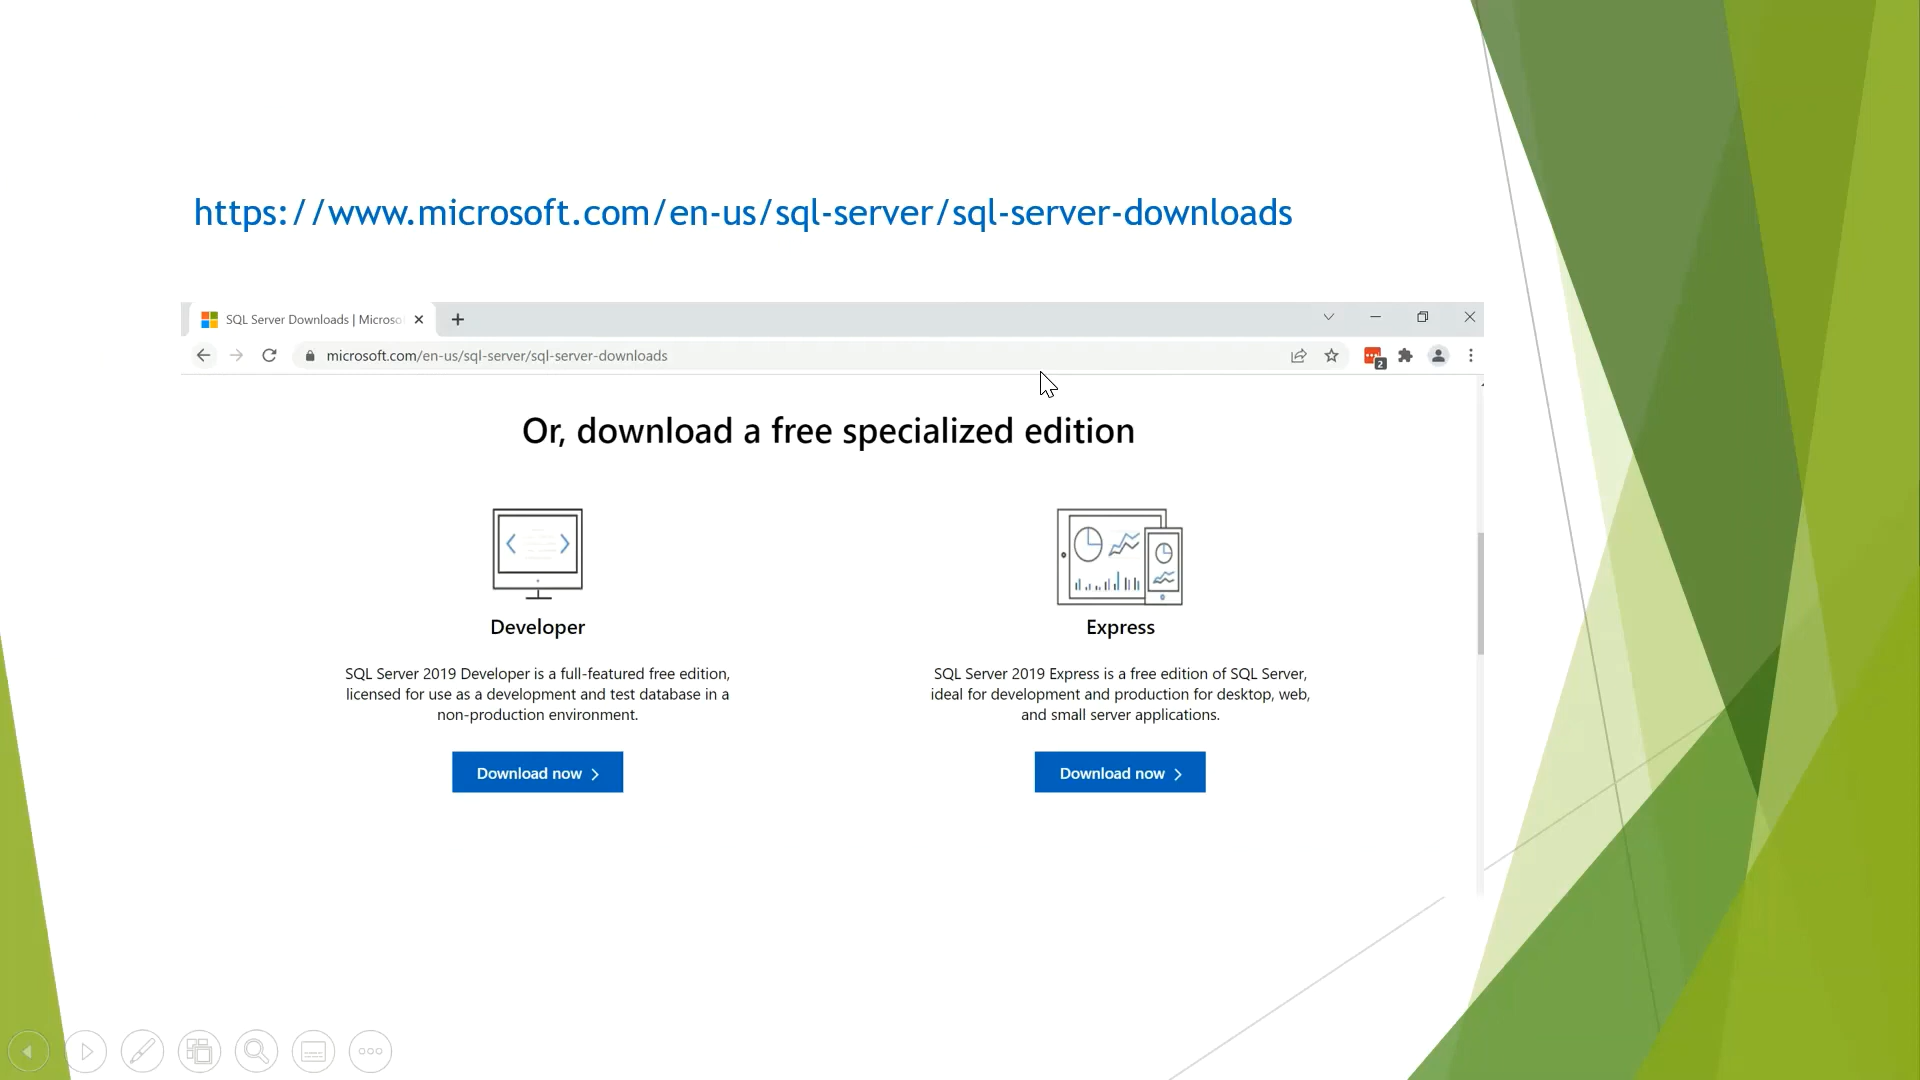 https://www.microsoft.com/en-us/sql-server/sql-server-downloads
SQL Server Downloads | Microso
microsoft.com/en-us/sql-server/sql-server-downloads
2
Or, download a free specialized edition
Developer
SQL Server 2019 Developer is a full-featured free edition,
licensed for use as a development and test database in a
non-production environment.
Download now
Express
SQL Server 2019 Express is a free edition of SQL Server,
ideal for development and production for desktop, web,
and small server applications.
Download now